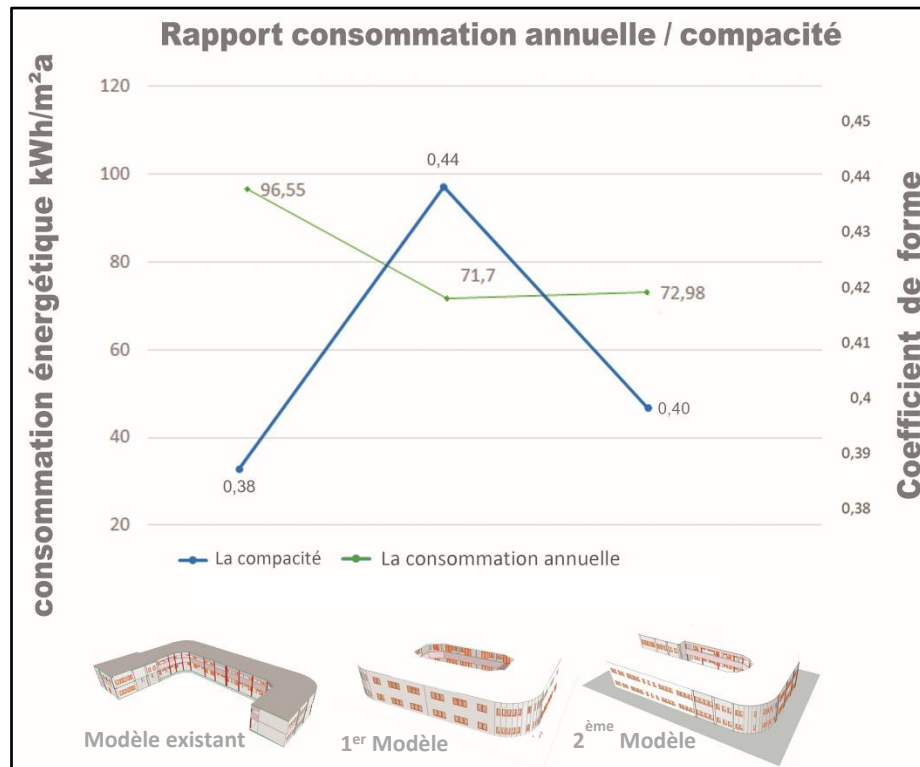 Rapport consommation annuelle / compacité
consommation énergétique kWh/m²a
120
100
80
60
40
20
96,55
71,7
72,98
0,38
0,44
0,40
0,45
0,44
0,43
0,42
0,41
0,4
0,39
0,38
Coefficient de forme
La compacité
La consommation annuelle
Modèle existant
1er Modèle
2ème Modèle